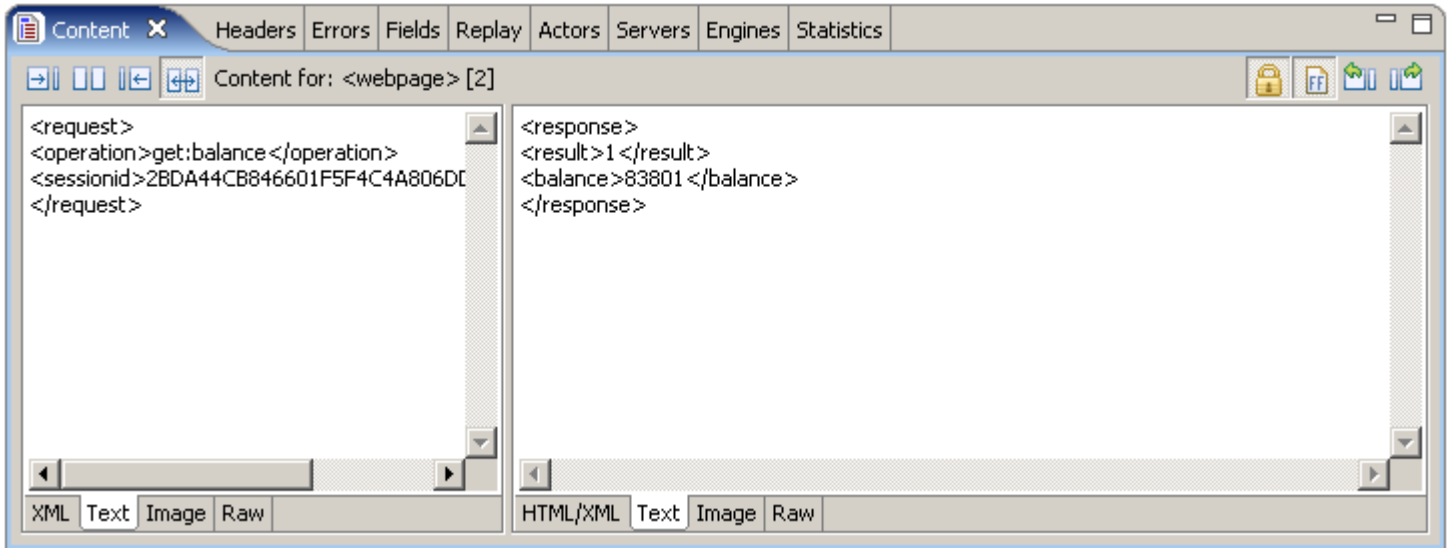 Content Headers Errors Fields Replay Actors Servers Engines Statistics
Content for: <webpage> [2]
FF
<request>
<operation>get:balance</operation>
<sessionid>2BDA44CB846601F5F4C4A806DD
</request>
<response>
<result>1</result>
<balance>83801</balance>
</response>
XML Text Image Raw
HTML/XML Text Image Raw